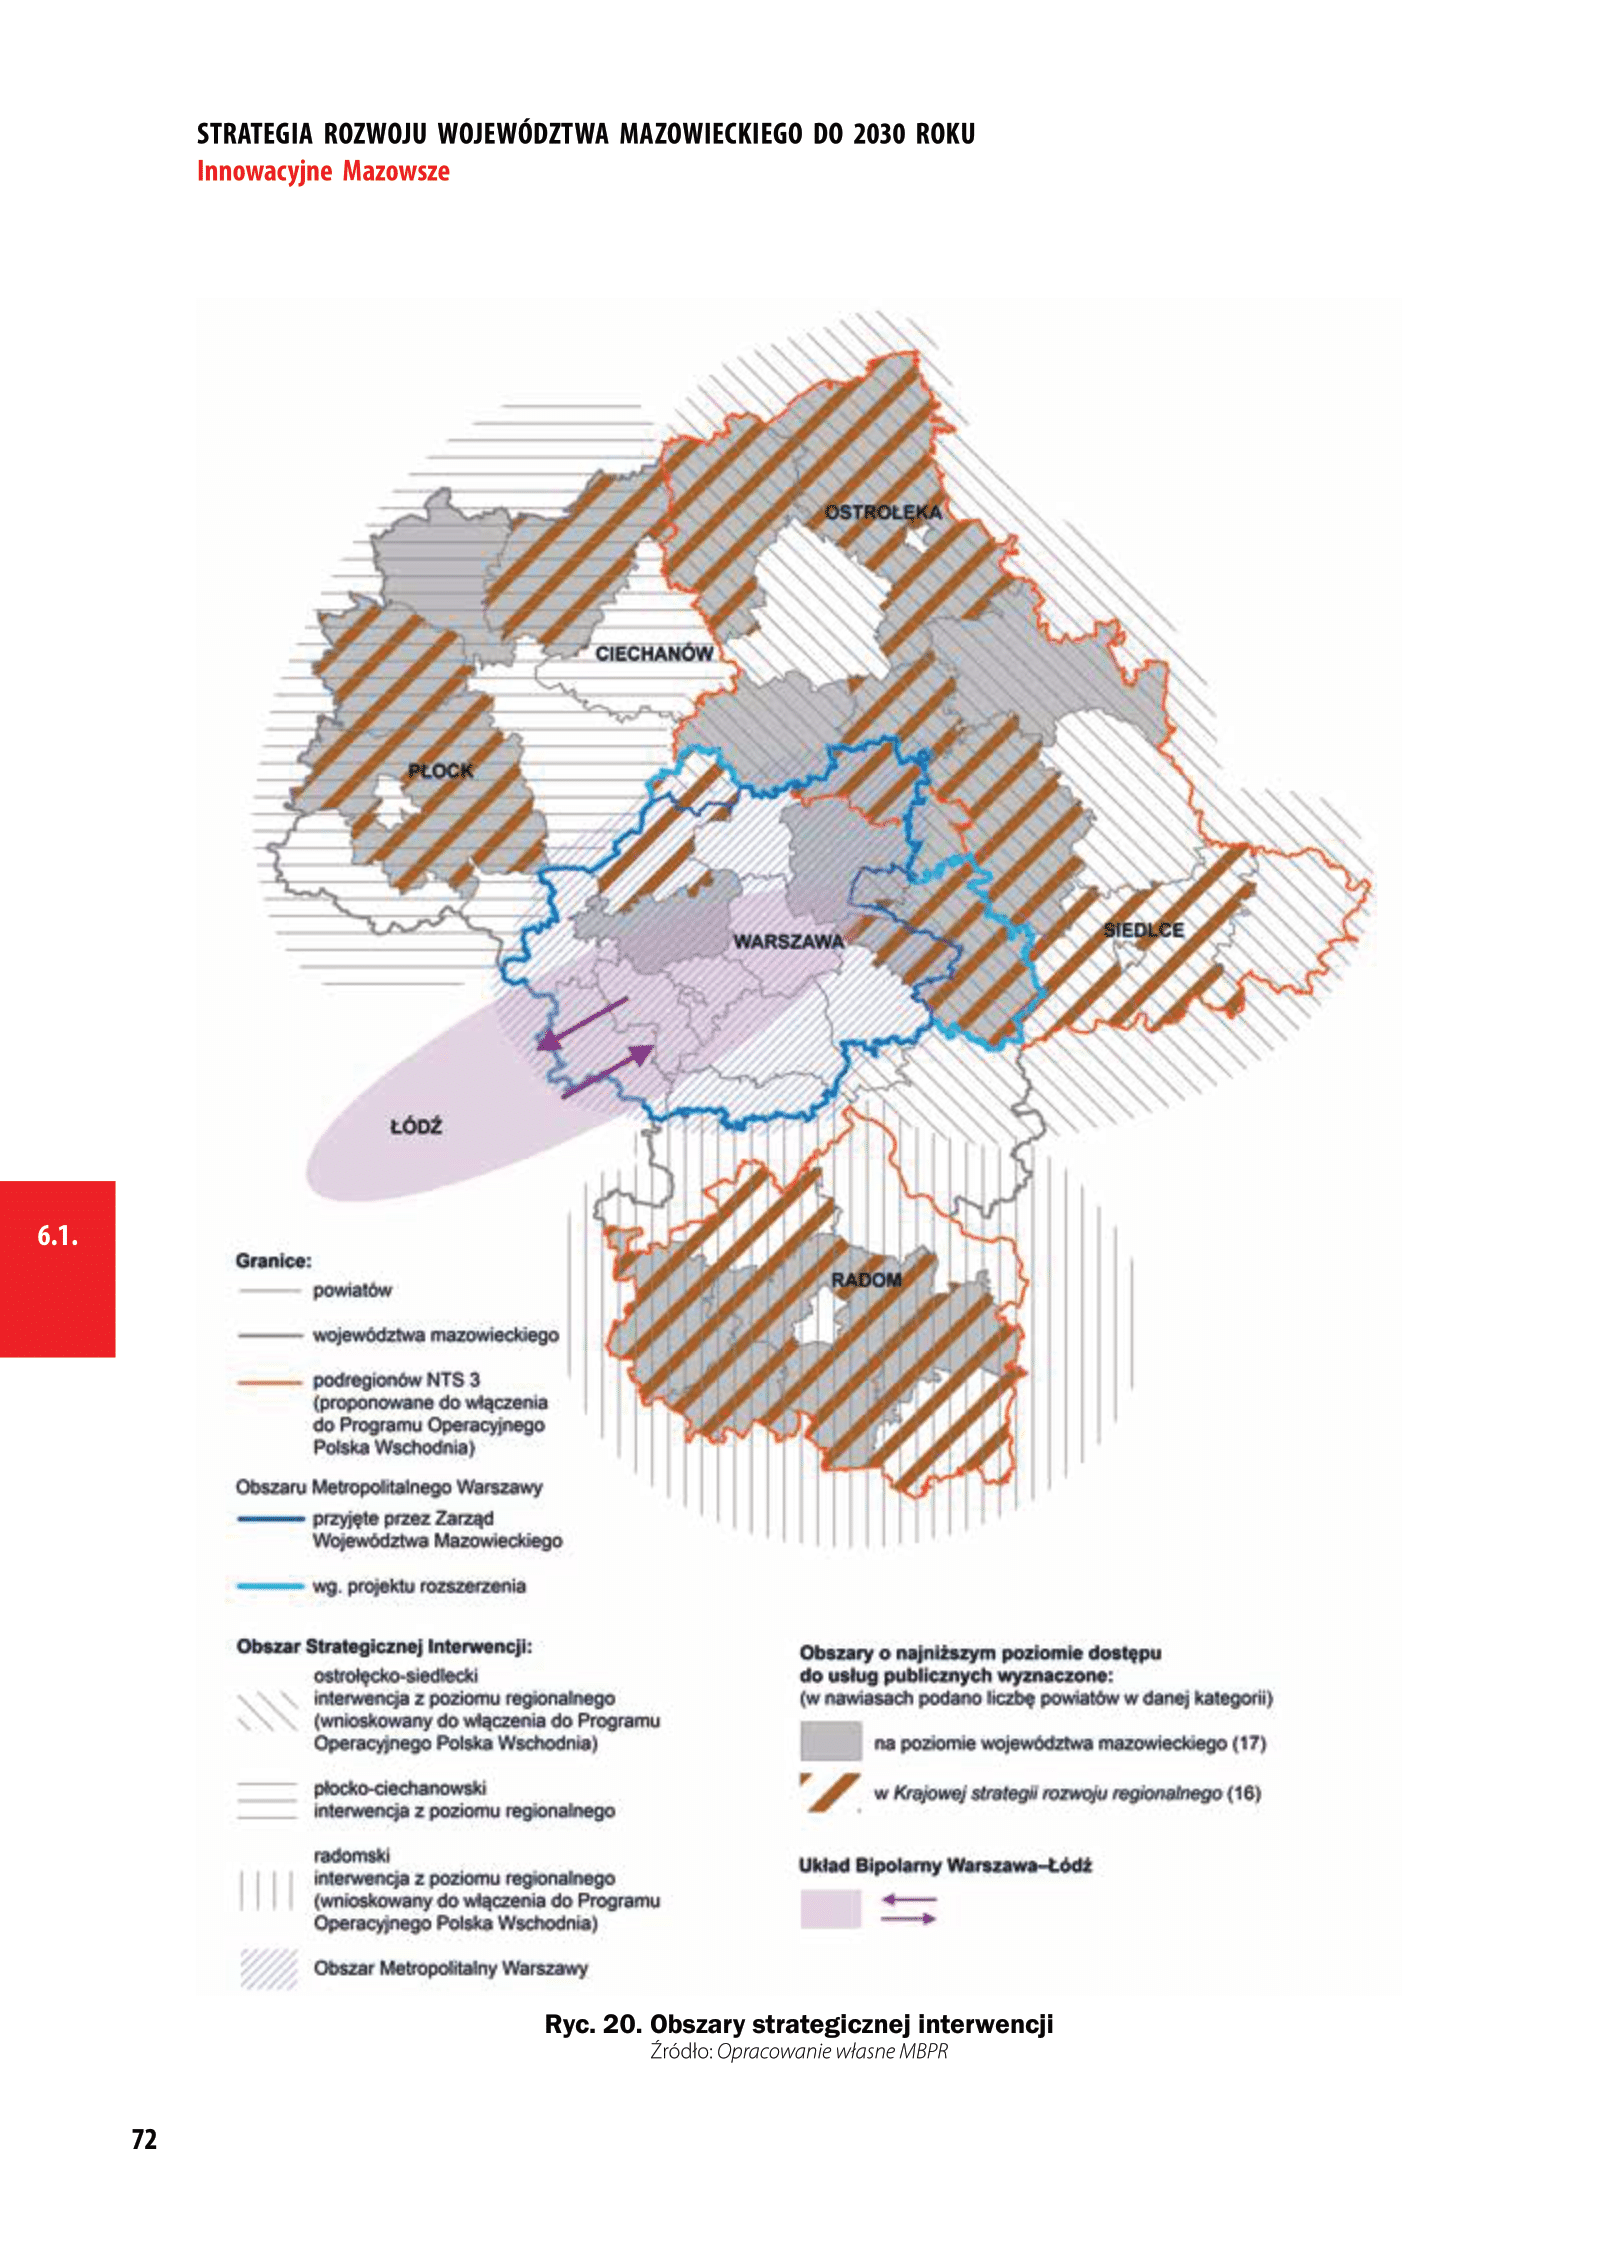 STRATEGIA ROZWOJU WOJEWÓDZTWA MAZOWIECKIEGO DO 2030 ROKU
Innowacyjne Mazowsze
OSTROŁĘKA
CIECHANÓW
PŁOCK
SIEDLCE
WARSZAWA
ŁÓDŹ
RADOM
6.1.
Granice:
powiatów
województwa mazowieckiego
podregionów NTS 3
(proponowane do włączenia
do Programu Operacyjnego
Polska Wschodnia)
Obszaru Metropolitalnego Warszawy
przyjęte przez Zarząd
Województwa Mazowieckiego
wg. projektu rozszerzenia
Obszar Strategicznej Interwencji:
ostrołęcko-siedlecki
interwencja z poziomu regionalnego
(wnioskowany do włączenia do Programu
Operacyjnego Polska Wschodnia)
płocko-ciechanowski
interwencja z poziomu regionalnego
radomski
interwencja z poziomu regionalnego
(wnioskowany do włączenia do Programu
Operacyjnego Polska Wschodnia)
Obszar Metropolitalny Warszawy
Obszary o najniższym poziomie dostępu
do usług publicznych wyznaczone:
(w nawiasach podano liczbę powiatów w danej kategorii)
na poziomie województwa mazowieckiego (17)
w Krajowej strategii rozwoju regionalnego (16)
Układ Bipolarny Warszawa–Łódź
Ryc. 20. Obszary strategicznej interwencji
Źródło: Opracowanie własne MBPR
72